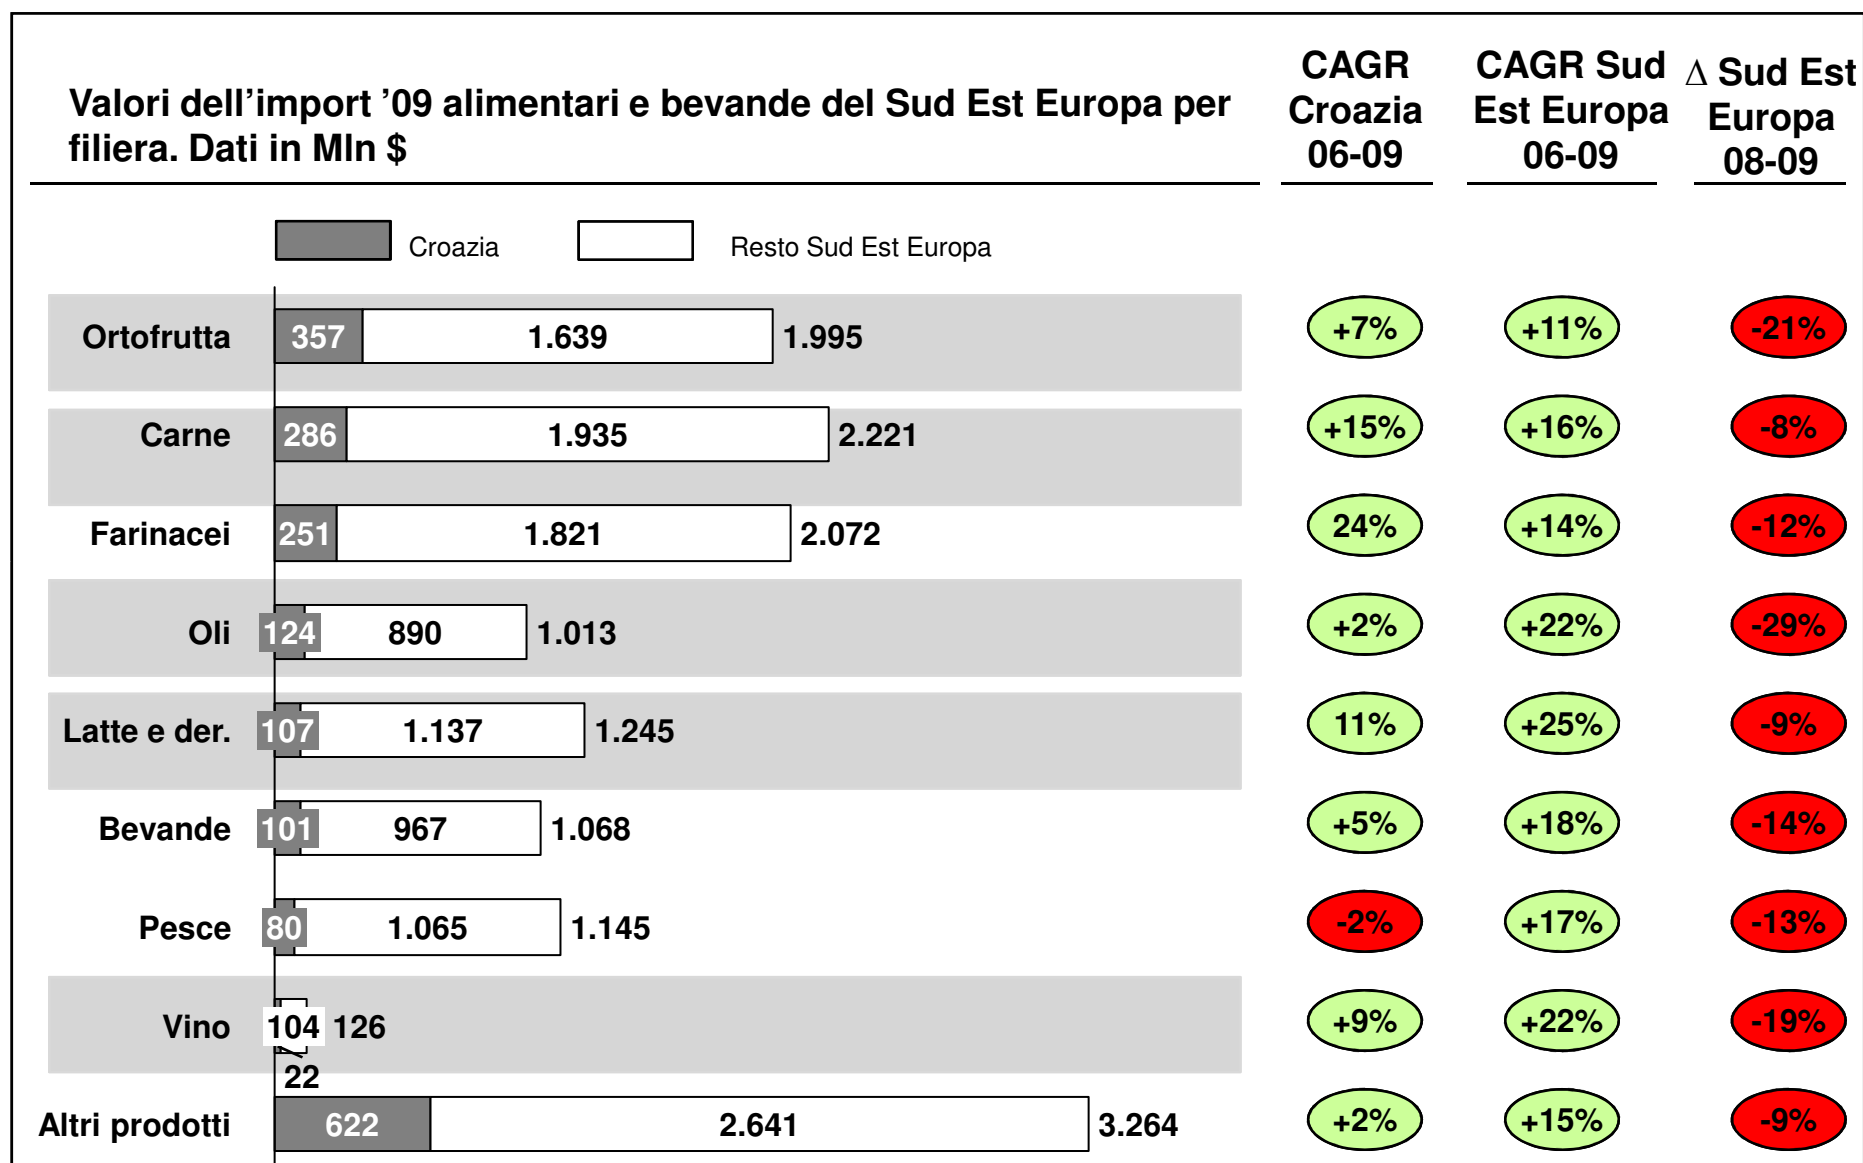 Valori dell'import '09 alimentari e bevande del Sud Est Europa per
filiera. Dati in Mln $
CAGR
Croazia
06-09
CAGR Sud
Est Europa
06-09
Δ Sud Est
Europa
08-09
Croazia
Resto Sud Est Europa
Ortofrutta 357 1.639 1.995 +7% +11% -21%
Carne 286 1.935 2.221 +15% +16% -8%
Farinacei 251 1.821 2.072 24% +14% -12%
Oli 124 890 1.013 +2% +22% -29%
Latte e der. 107 1.137 1.245 11% +25% -9%
Bevande 101 967 1.068 +5% +18% -14%
Pesce 80 1.065 1.145 -2% +17% -13%
Vino 104 126 +9% +22% -19%
22
Altri prodotti 622 2.641 3.264 +2% +15% -9%